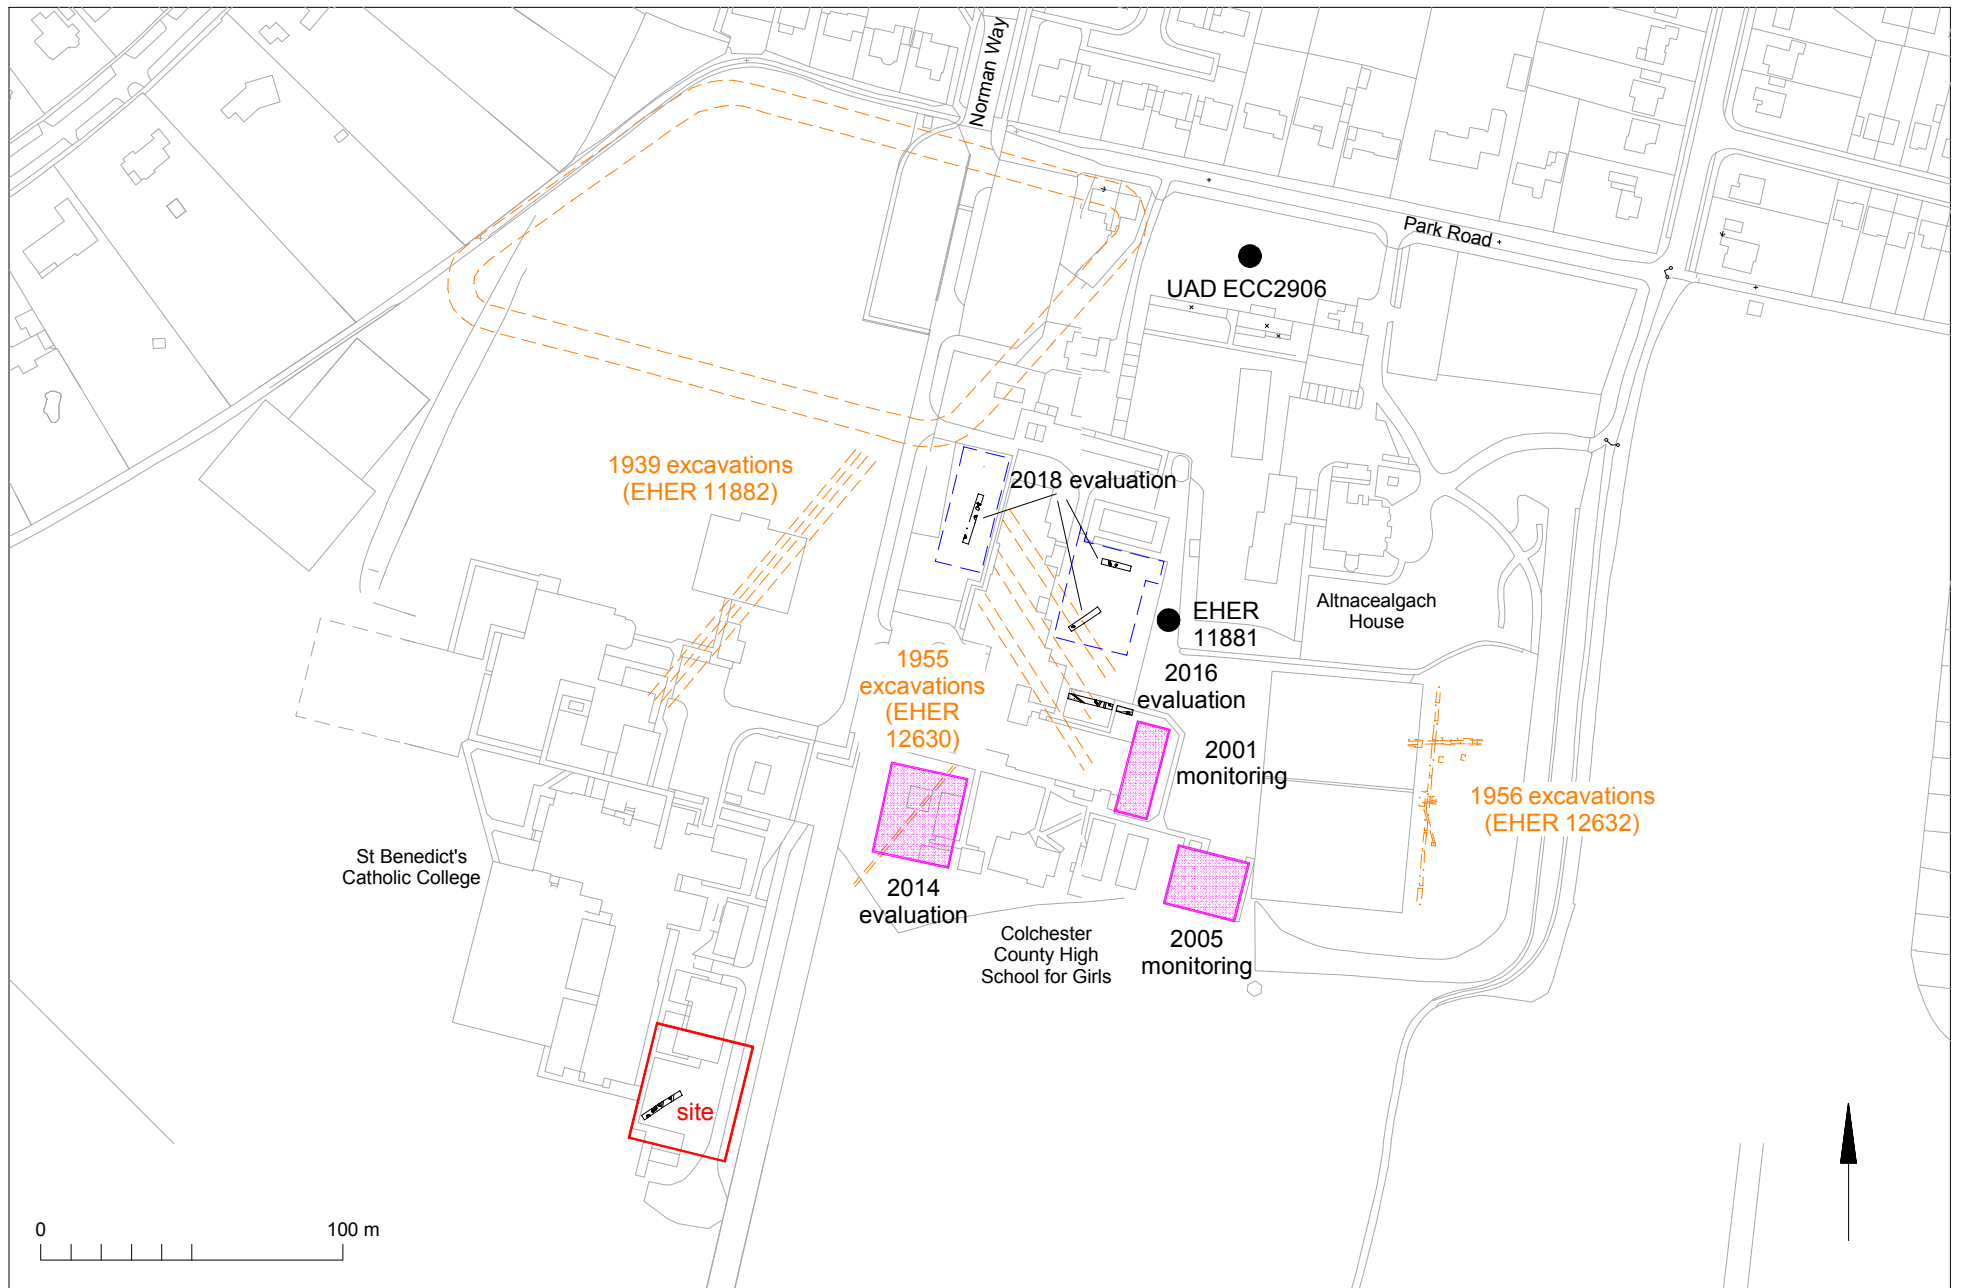 Norman Way
Park Road
UAD ECC2906
1939 excavations
(EHER 11882)
2018 evaluation
EHER
11881
Altnacealgach
House
1955
excavations
(EHER
12630)
2016
evaluation
2001
monitoring
1956 excavations
(EHER 12632)
St Benedict's
Catholic College
2014
evaluation
Colchester
County High
School for Girls
2005
monitoring
site
0
100 m